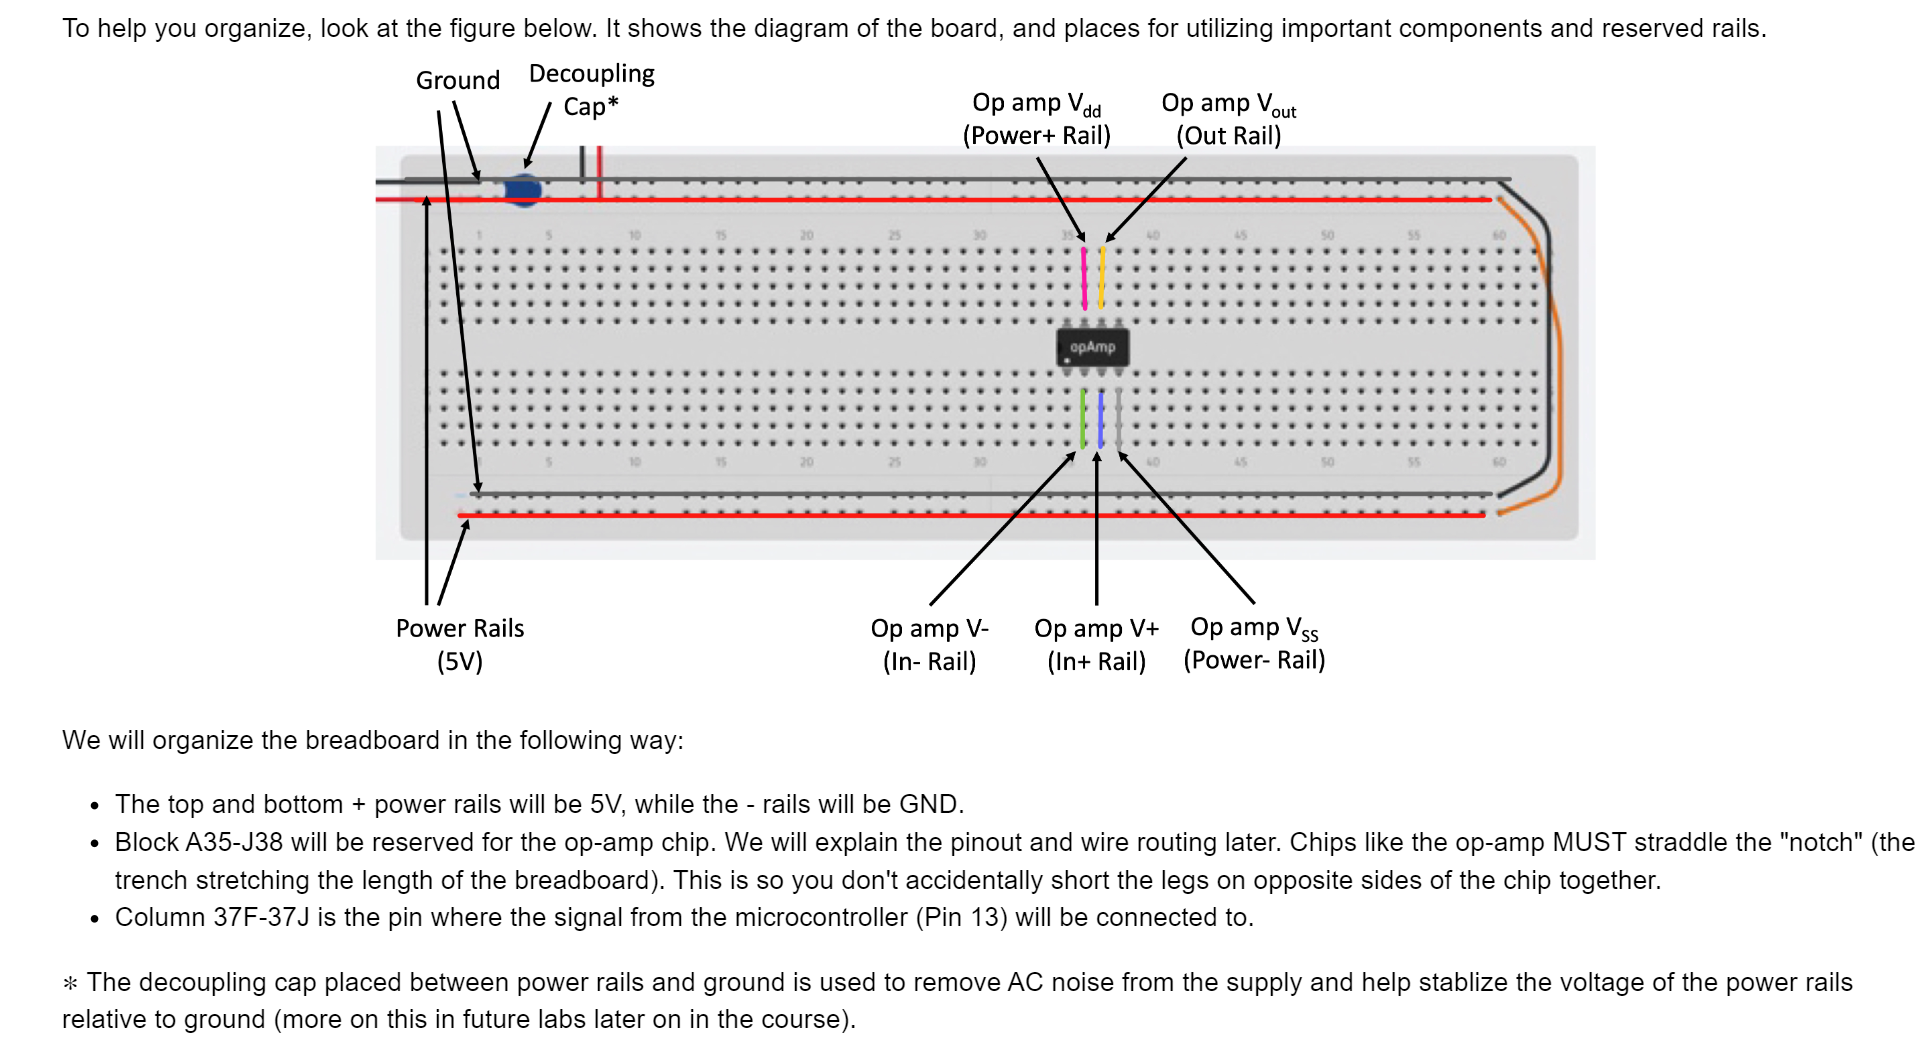 To help you organize, look at the figure below. It shows the diagram of the board, and places for utilizing important components and reserved rails.
Ground
Decoupling
Cap*
Op amp Vdd
(Power+ Rail)
Op amp Vout
(Out Rail)
1 5 10 15 20 25 30 35 40 45 50 55 60
opAmp
5 10 15 20 25 30 40 45 50 55 60
Power Rails
(5V)
Op amp V-
(In- Rail)
Op amp V+
(In+ Rail)
Op amp VSS
(Power- Rail)
We will organize the breadboard in the following way:
• The top and bottom + power rails will be 5V, while the - rails will be GND.
• Block A35-J38 will be reserved for the op-amp chip. We will explain the pinout and wire routing later. Chips like the op-amp MUST straddle the "notch" (the
trench stretching the length of the breadboard). This is so you don't accidentally short the legs on opposite sides of the chip together.
• Column 37F-37J is the pin where the signal from the microcontroller (Pin 13) will be connected to.
* The decoupling cap placed between power rails and ground is used to remove AC noise from the supply and help stablize the voltage of the power rails
relative to ground (more on this in future labs later on in the course).